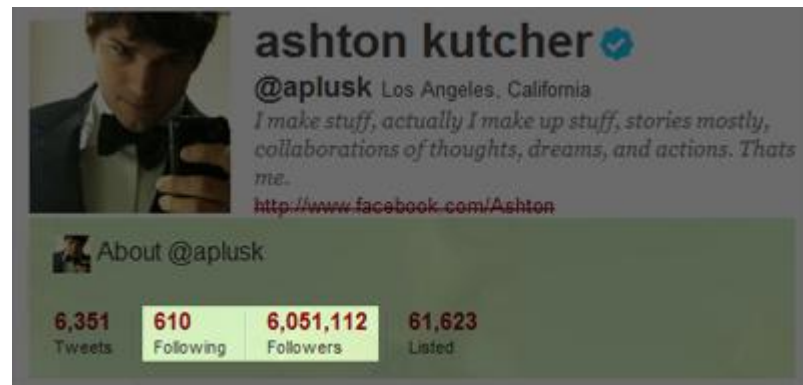 ashton kutcher
@aplusk Los Angeles, California
I make stuff, actually I make up stuff, stories mostly,
collaborations of thoughts, dreams, and actions. Thats
me.
http://www.facebook.com/Ashton
About @aplusk
6,351 610 6,051,112 61,623
Tweets Following Followers Listed